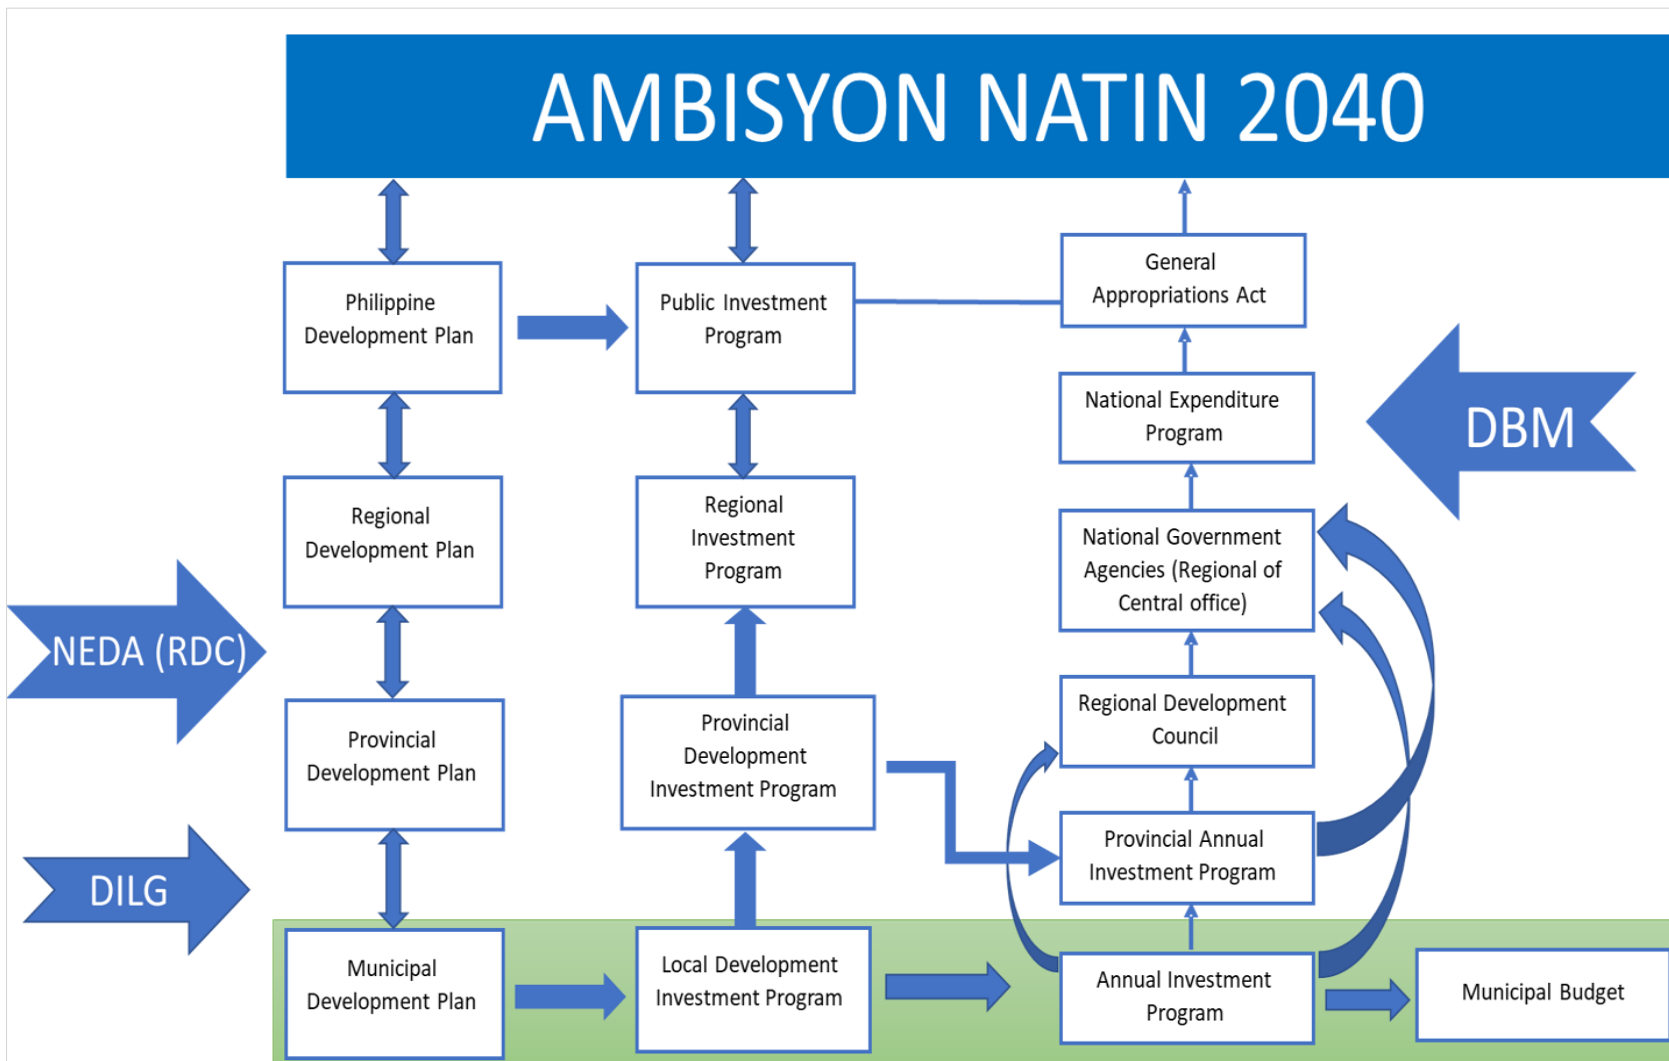 AMBISYON NATIN 2040
Philippine
Development Plan
Public Investment
Program
General
Appropriations Act
National Expenditure
Program
DBM
Regional
Development Plan
Regional
Investment
Program
National Government
Agencies (Regional of
Central office)
NEDA (RDC)
Provincial
Development Plan
Provincial
Development
Investment Program
Regional Development
Council
Provincial Annual
Investment Program
DILG
Municipal
Development Plan
Local Development
Investment Program
Annual Investment
Program
Municipal Budget